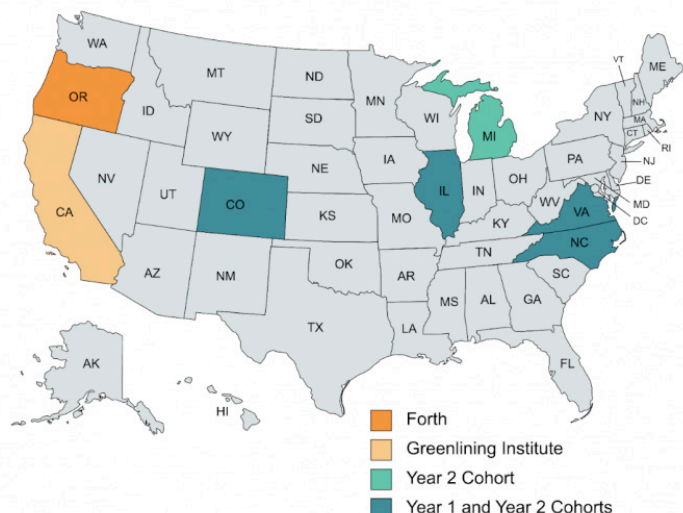 WA
OR
CA
NV
ID
MT
WY
UT
CO
AZ
NM
ND
SD
NE
KS
OK
TX
MN
IA
MO
AR
LA
WI
IL
MI
IN
OH
KY
TN
MS
AL
GA
FL
SC
NC
VA
WV
PA
NY
VT
NH
ME
MA
CT
RI
NJ
DE
MD
DC
AK
HI
Forth
Greenlining Institute
Year 2 Cohort
Year 1 and Year 2 Cohorts